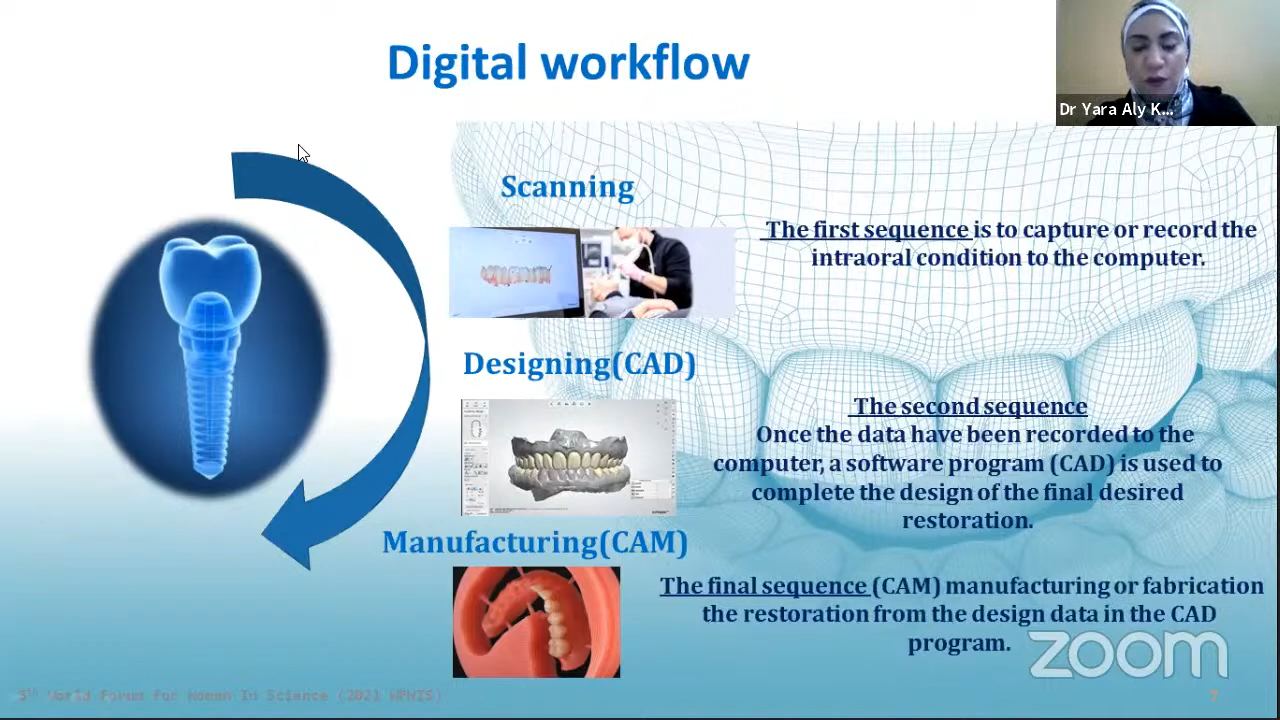 Digital workflow
Dr Yara Aly K...
Scanning
The first sequence is to capture or record the
intraoral condition to the computer.
Designing(CAD)
The second sequence
Once the data have been recorded to the
computer, a software program (CAD) is used to
complete the design of the final desired
restoration.
Manufacturing(CAM)
The final sequence (CAM) manufacturing or fabrication
the restoration from the design data in the CAD
program.
zoom
5th World Forum for Women In Science (2021 WFWIS)
7